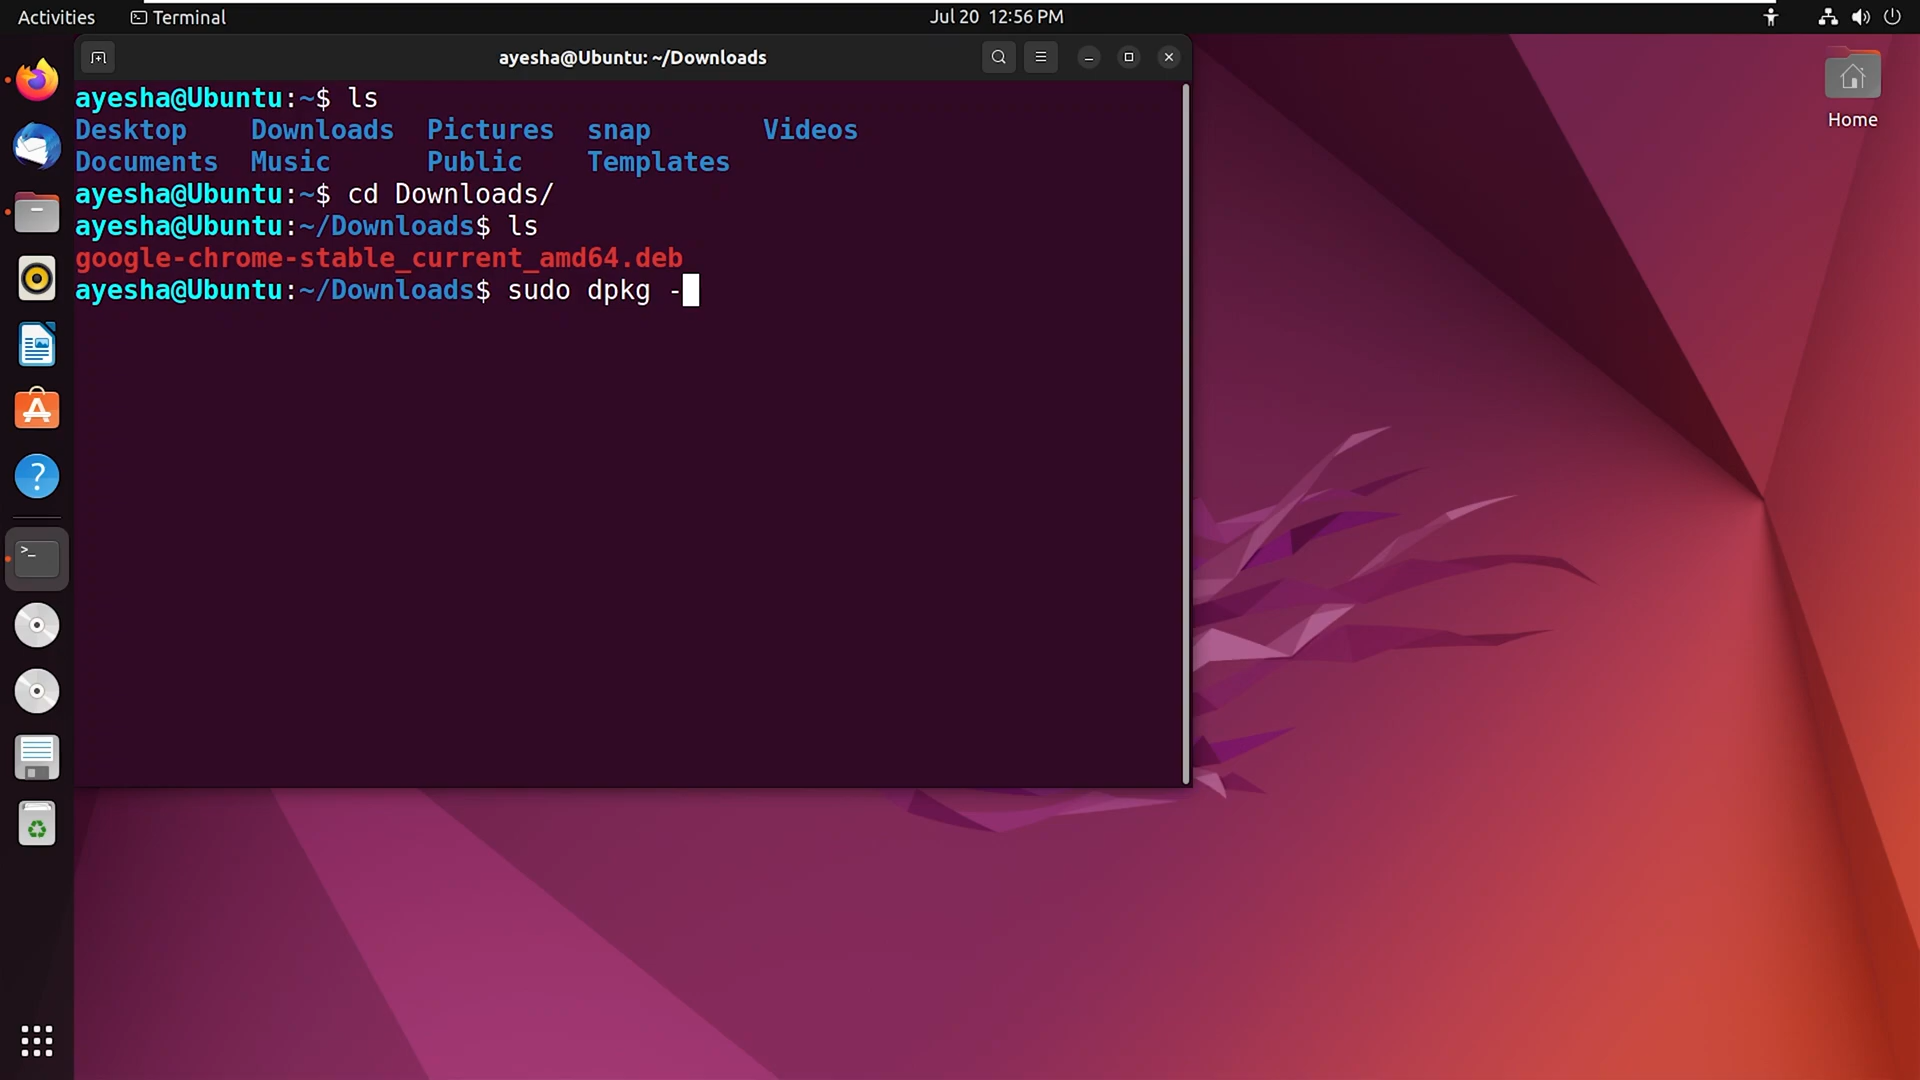 Activities Terminal Jul 20 12:56 PM
ayesha@Ubuntu: ~/Downloads
ayesha@Ubuntu:~$ ls
Desktop Downloads Pictures snap Videos
Documents Music Public Templates
ayesha@Ubuntu:~$ cd Downloads/
ayesha@Ubuntu:~/Downloads$ ls
google-chrome-stable_current_amd64.deb
ayesha@Ubuntu:~/Downloads$ sudo dpkg -
Home